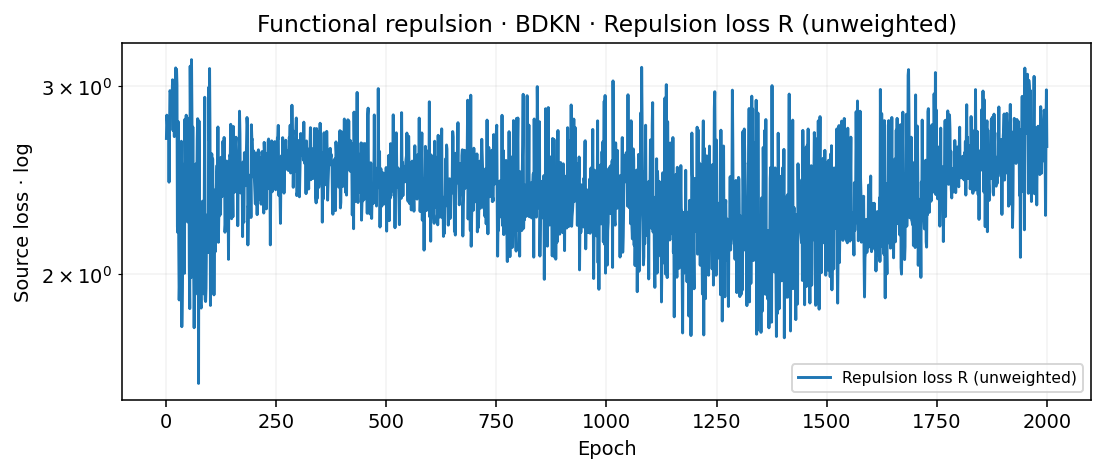 Functional repulsion · BDKN · Repulsion loss R (unweighted)
Source loss · log
3 × 10⁰
2 × 10⁰
Repulsion loss R (unweighted)
0 250 500 750 1000 1250 1500 1750 2000
Epoch